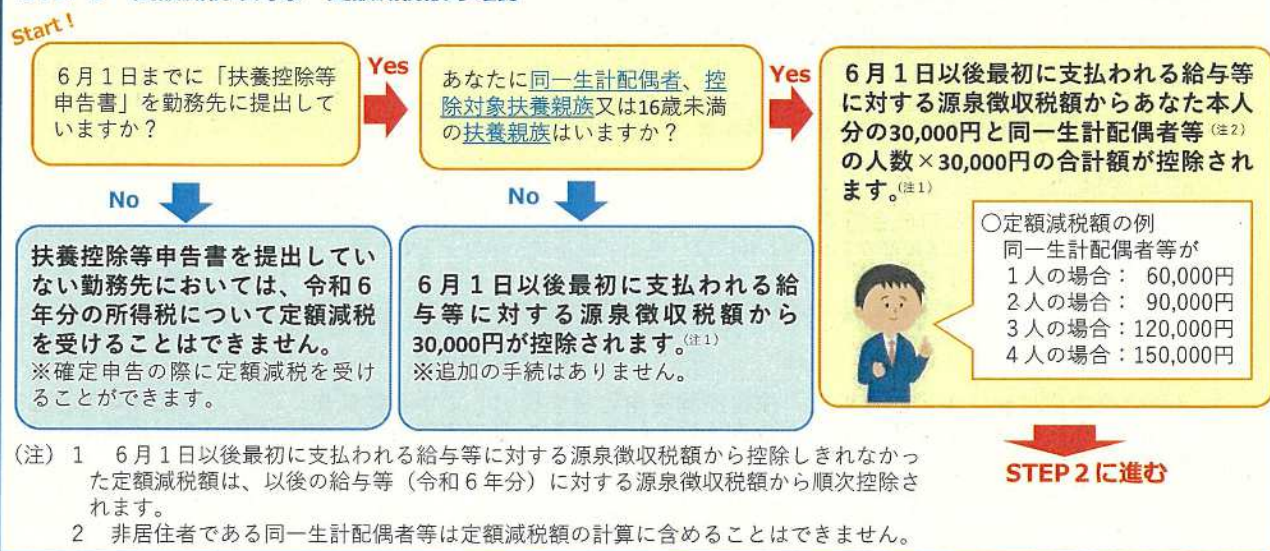 Start！
6月1日までに「扶養控除等
申告書」を勤務先に提出して
いますか？
Yes
あなたに同一生計配偶者、控
除対象扶養親族又は16歳未満
の扶養親族はいますか？
Yes
6月1日以後最初に支払われる給与等
に対する源泉徴収税額からあなた本人
分の30,000円と同一生計配偶者等（注2）
の人数×30,000円の合計額が控除され
ます。（注1）
○定額減税額の例
同一生計配偶者等が
1人の場合： 60,000円
2人の場合： 90,000円
3人の場合：120,000円
4人の場合：150,000円
No
扶養控除等申告書を提出してい
ない勤務先においては、令和6
年分の所得税について定額減税
を受けることはできません。
※確定申告の際に定額減税を受け
ることができます。
No
6月1日以後最初に支払われる給
与等に対する源泉徴収税額から
30,000円が控除されます。（注1）
※追加の手続はありません。
STEP 2 に進む
（注）1 6月1日以後最初に支払われる給与等に対する源泉徴収税額から控除しきれなかっ
た定額減税額は、以後の給与等（令和6年分）に対する源泉徴収税額から順次控除さ
れます。
2 非居住者である同一生計配偶者等は定額減税額の計算に含めることはできません。